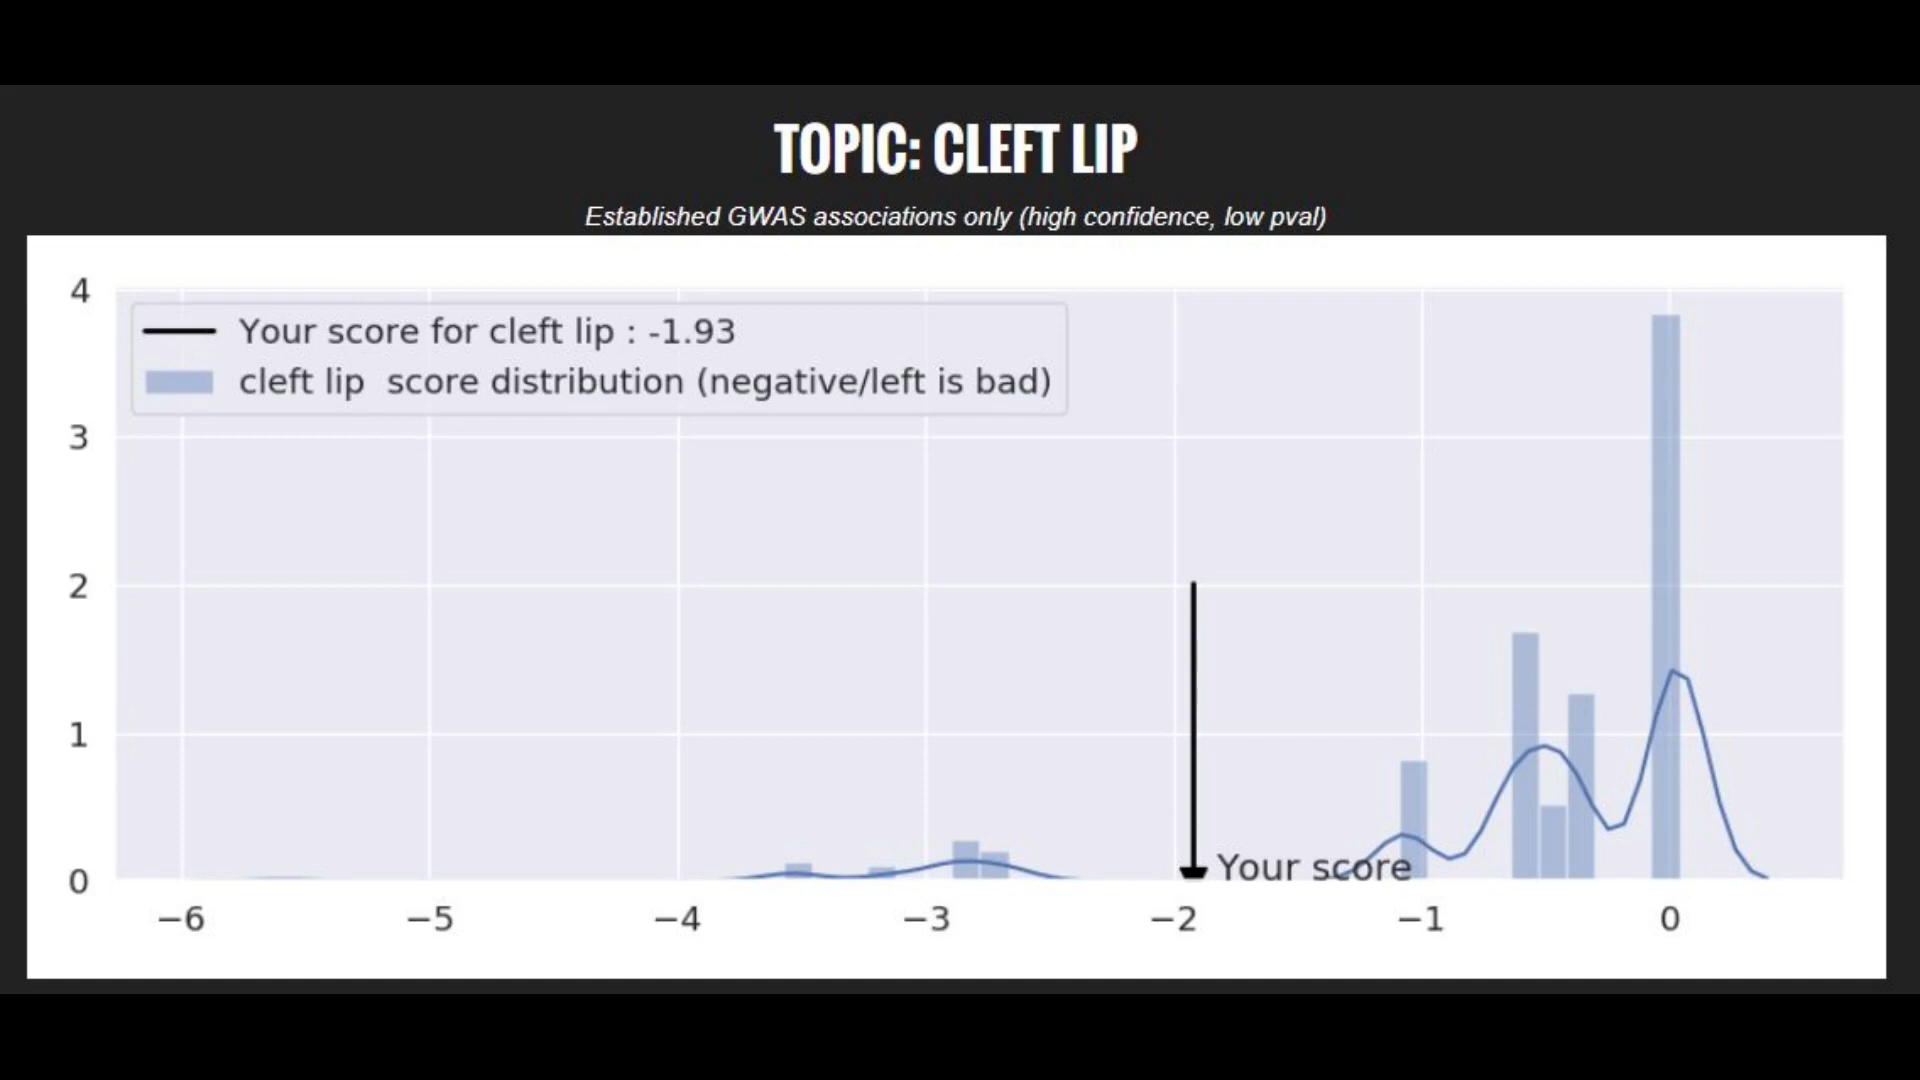 TOPIC: CLEFT LIP
Established GWAS associations only (high confidence, low pval)
4
Your score for cleft lip : -1.93
cleft lip  score distribution (negative/left is bad)
3
2
1
0
Your score
−6 −5 −4 −3 −2 −1 0